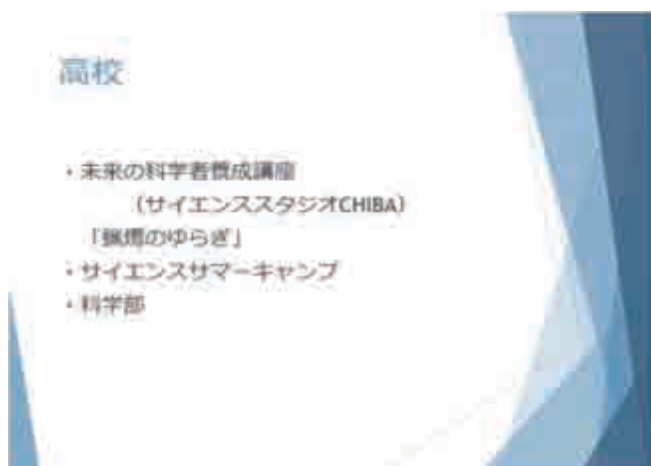 高校
・未来の科学者養成講座
(サイエンススタジオCHIBA)
「蝋燭のゆらぎ」
・サイエンスサマーキャンプ
・科学部